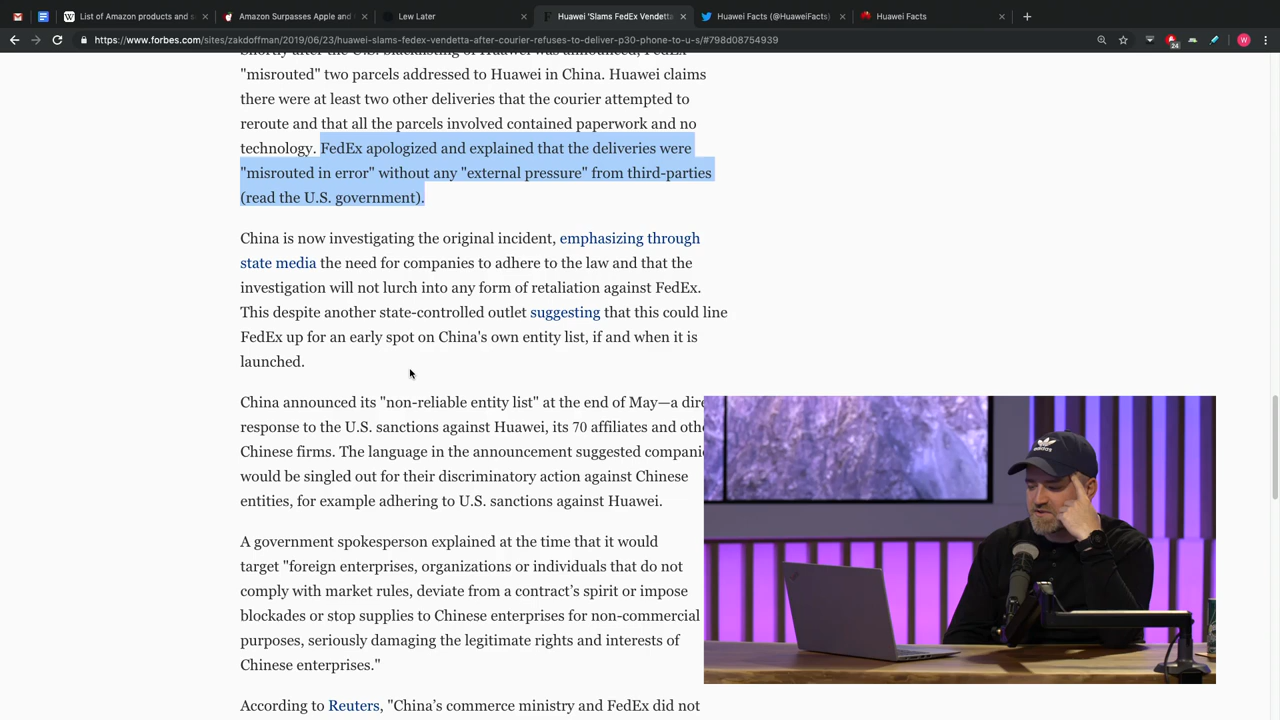 List of Amazon products and s
Amazon Surpasses Apple and
Lew Later
Huawei 'Slams FedEx Vendetta
Huawei Facts (@HuaweiFacts)
Huawei Facts
https://www.forbes.com/sites/zakdoffman/2019/06/23/huawei-slams-fedex-vendetta-after-courier-refuses-to-deliver-p30-phone-to-u-s/#798d08754939
24
W
Shortly after the U.S. blacklisting of Huawei was announced, FedEx
"misrouted" two parcels addressed to Huawei in China. Huawei claims
there were at least two other deliveries that the courier attempted to
reroute and that all the parcels involved contained paperwork and no
technology. FedEx apologized and explained that the deliveries were
"misrouted in error" without any "external pressure" from third-parties
(read the U.S. government).
China is now investigating the original incident, emphasizing through
state media the need for companies to adhere to the law and that the
investigation will not lurch into any form of retaliation against FedEx.
This despite another state-controlled outlet suggesting that this could line
FedEx up for an early spot on China's own entity list, if and when it is
launched.
China announced its "non-reliable entity list" at the end of May—a dire
response to the U.S. sanctions against Huawei, its 70 affiliates and oth
Chinese firms. The language in the announcement suggested compani
would be singled out for their discriminatory action against Chinese
entities, for example adhering to U.S. sanctions against Huawei.
A government spokesperson explained at the time that it would
target "foreign enterprises, organizations or individuals that do not
comply with market rules, deviate from a contract's spirit or impose
blockades or stop supplies to Chinese enterprises for non-commercial
purposes, seriously damaging the legitimate rights and interests of
Chinese enterprises."
According to Reuters, "China's commerce ministry and FedEx did not
adidas